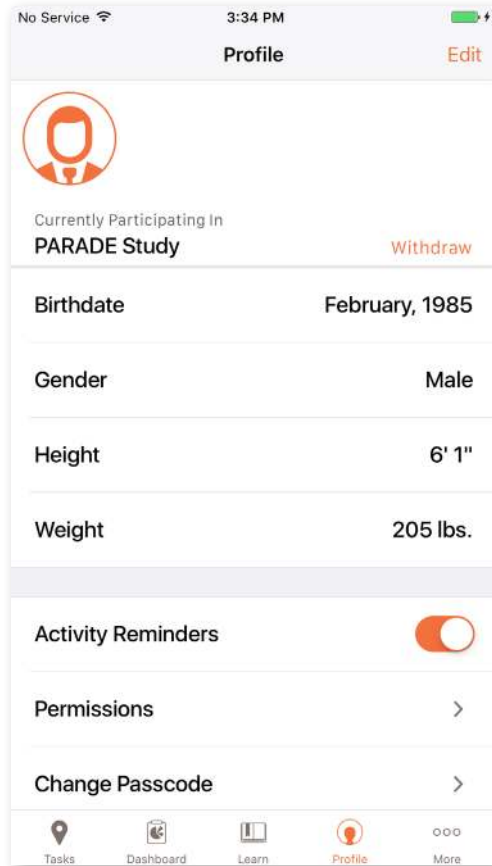 No Service 3:34 PM
Profile Edit
Currently Participating In
PARADE Study Withdraw
Birthdate February, 1985
Gender Male
Height 6' 1"
Weight 205 lbs.
Activity Reminders
Permissions
Change Passcode
Tasks Dashboard Learn Profile More